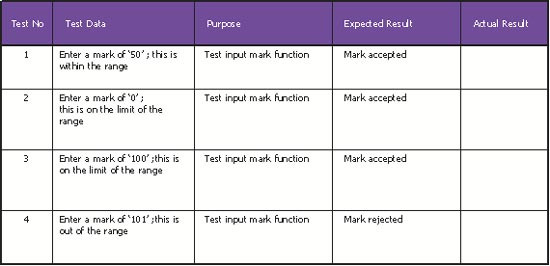 Test No Test Data Purpose Expected Result Actual Result
1 Enter a mark of ‘50’ ; this is Test input mark function Mark accepted
within the range
2 Enter a mark of ‘0’ ; Test input mark function Mark accepted
this is on the limit of the
range
3 Enter a mark of ‘100’ ;this is Test input mark function Mark accepted
on the limit of the range
4 Enter a mark of ‘101’ ;this is Test input mark function Mark rejected
out of the range